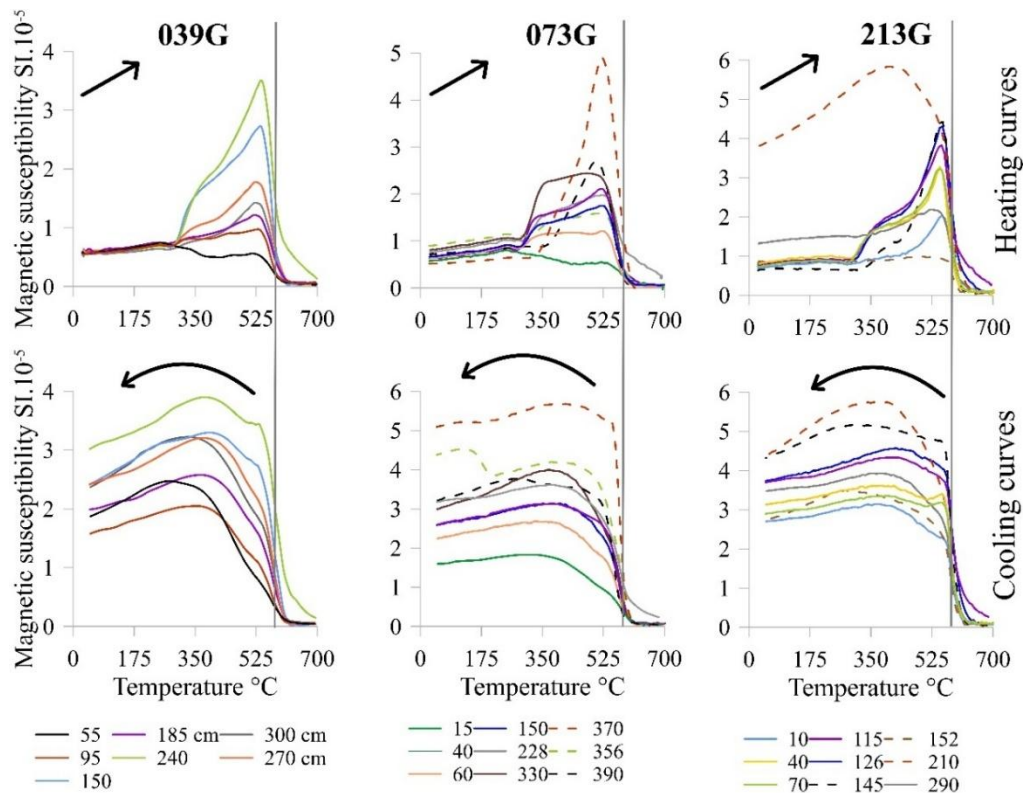 039G
073G
213G
Magnetic susceptibility SI.10⁻⁵
4
3
2
1
0
0 175 350 525 700
5
4
3
2
1
0
0 175 350 525 700
6
5
4
3
2
1
0
0 175 350 525 700
Heating curves
Magnetic susceptibility SI.10⁻⁵
4
3
2
1
0
0 175 350 525 700
Temperature °C
6
5
4
3
2
1
0
0 175 350 525 700
Temperature °C
6
5
4
3
2
1
0
0 175 350 525 700
Temperature °C
Cooling curves
55 185 cm 300 cm
95 240 270 cm
150
15 150 370
40 228 356
60 330 390
10 115 152
40 126 210
70 145 290